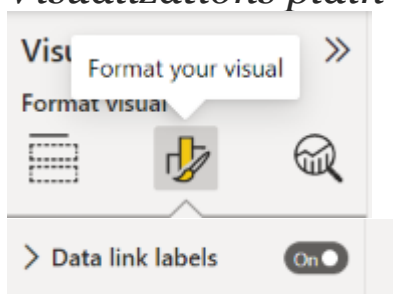 Visualizations plain
Visu
Format your visual
Format visual
Data link labels
On